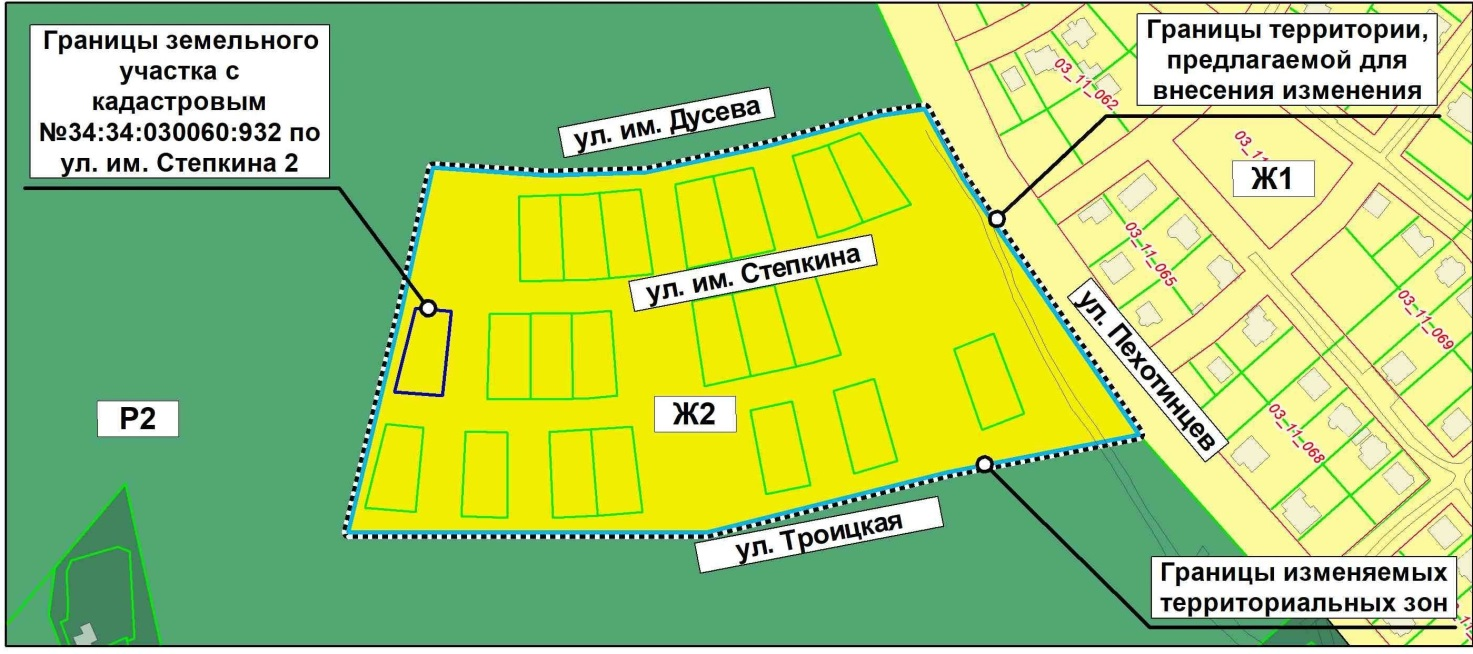 Границы земельного
участка с
кадастровым
№34:34:030060:932 по
ул. им. Степкина 2
Границы территории,
предлагаемой для
внесения изменения
ул. им. Дусева
03_11_062
Ж1
03_11_065
ул. им. Степкина
ул. Пехотинцев
03_11_069
Р2
Ж2
03_11_068
ул. Троицкая
Границы изменяемых
территориальных зон